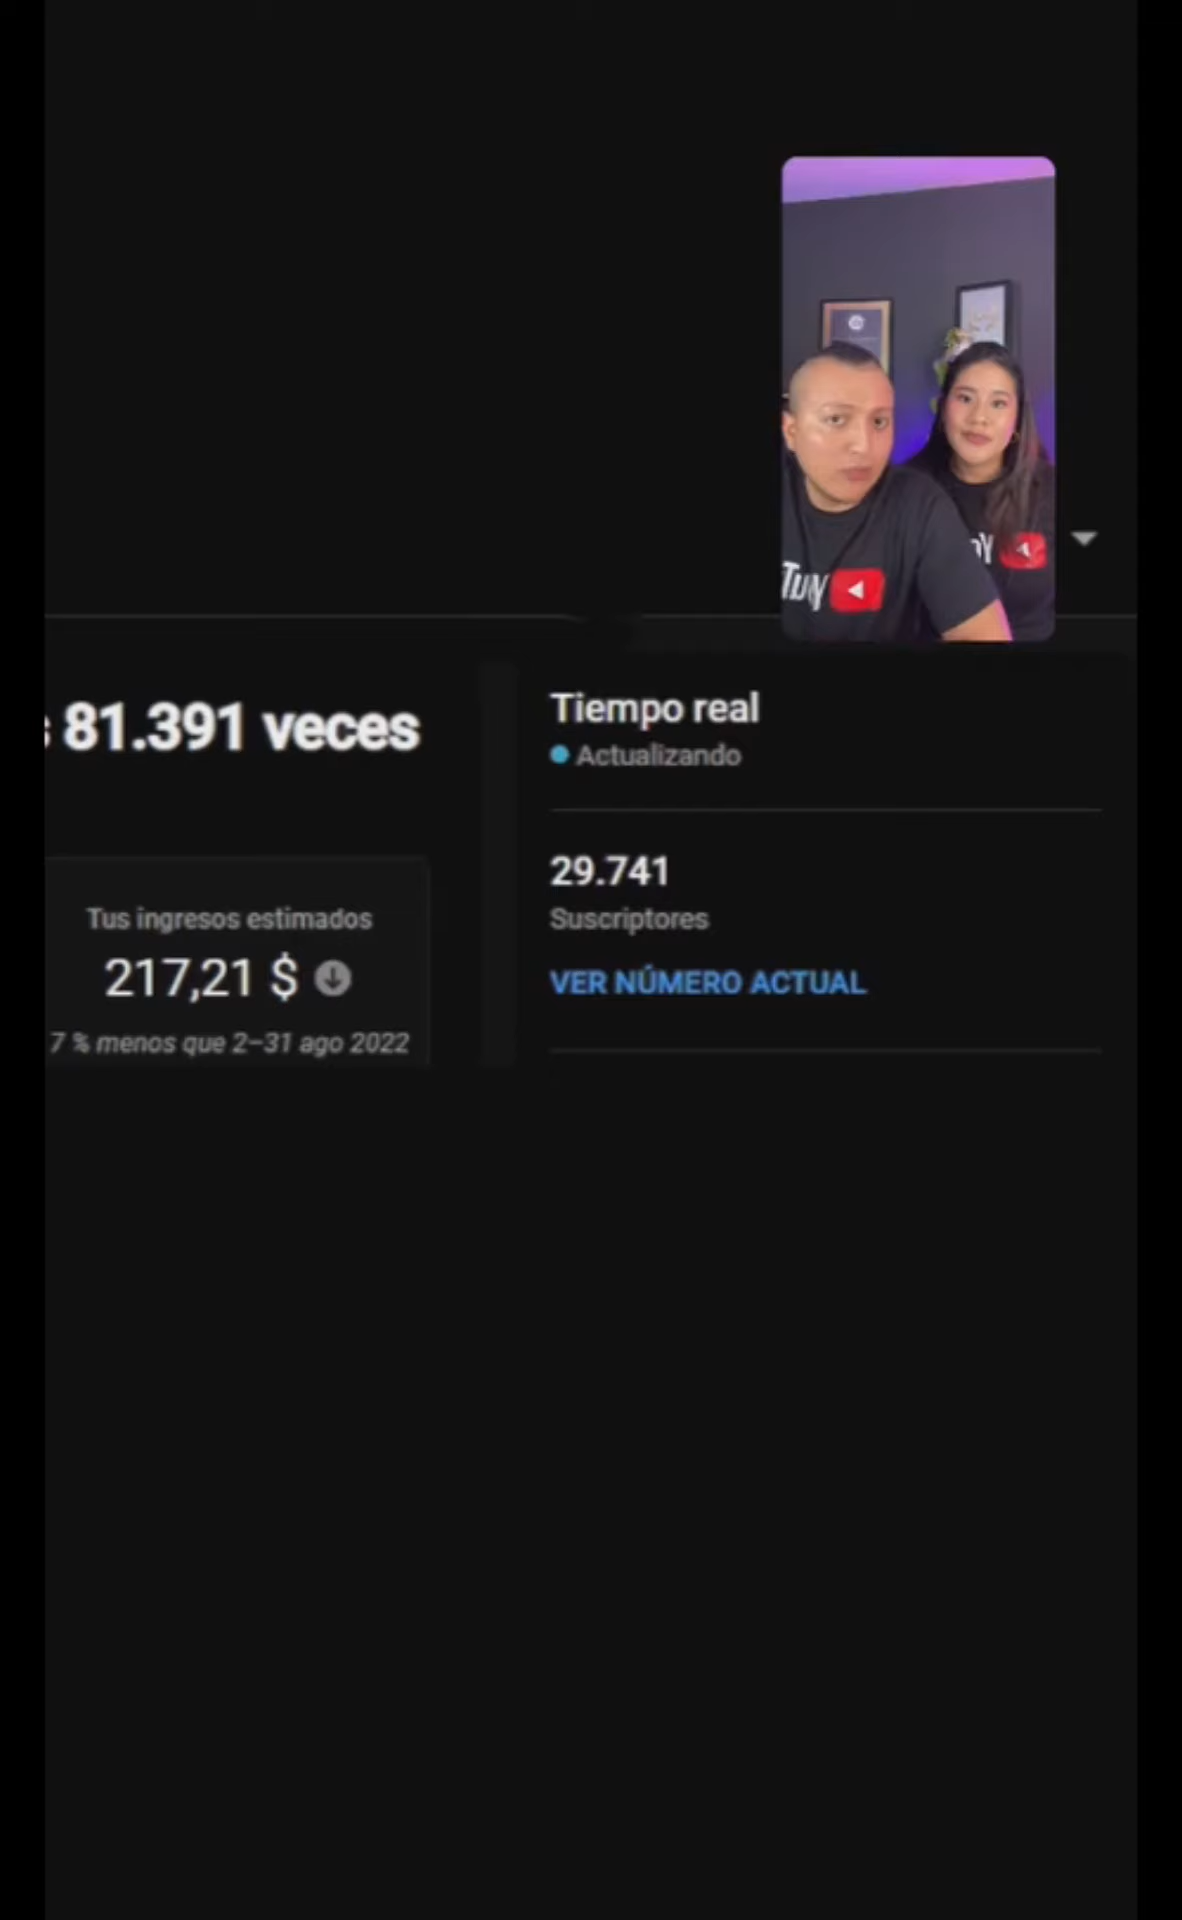 81.391 veces
Tus ingresos estimados
217,21 $
7 % menos que 2–31 ago 2022
Tiempo real
Actualizando
29.741
Suscriptores
VER NÚMERO ACTUAL